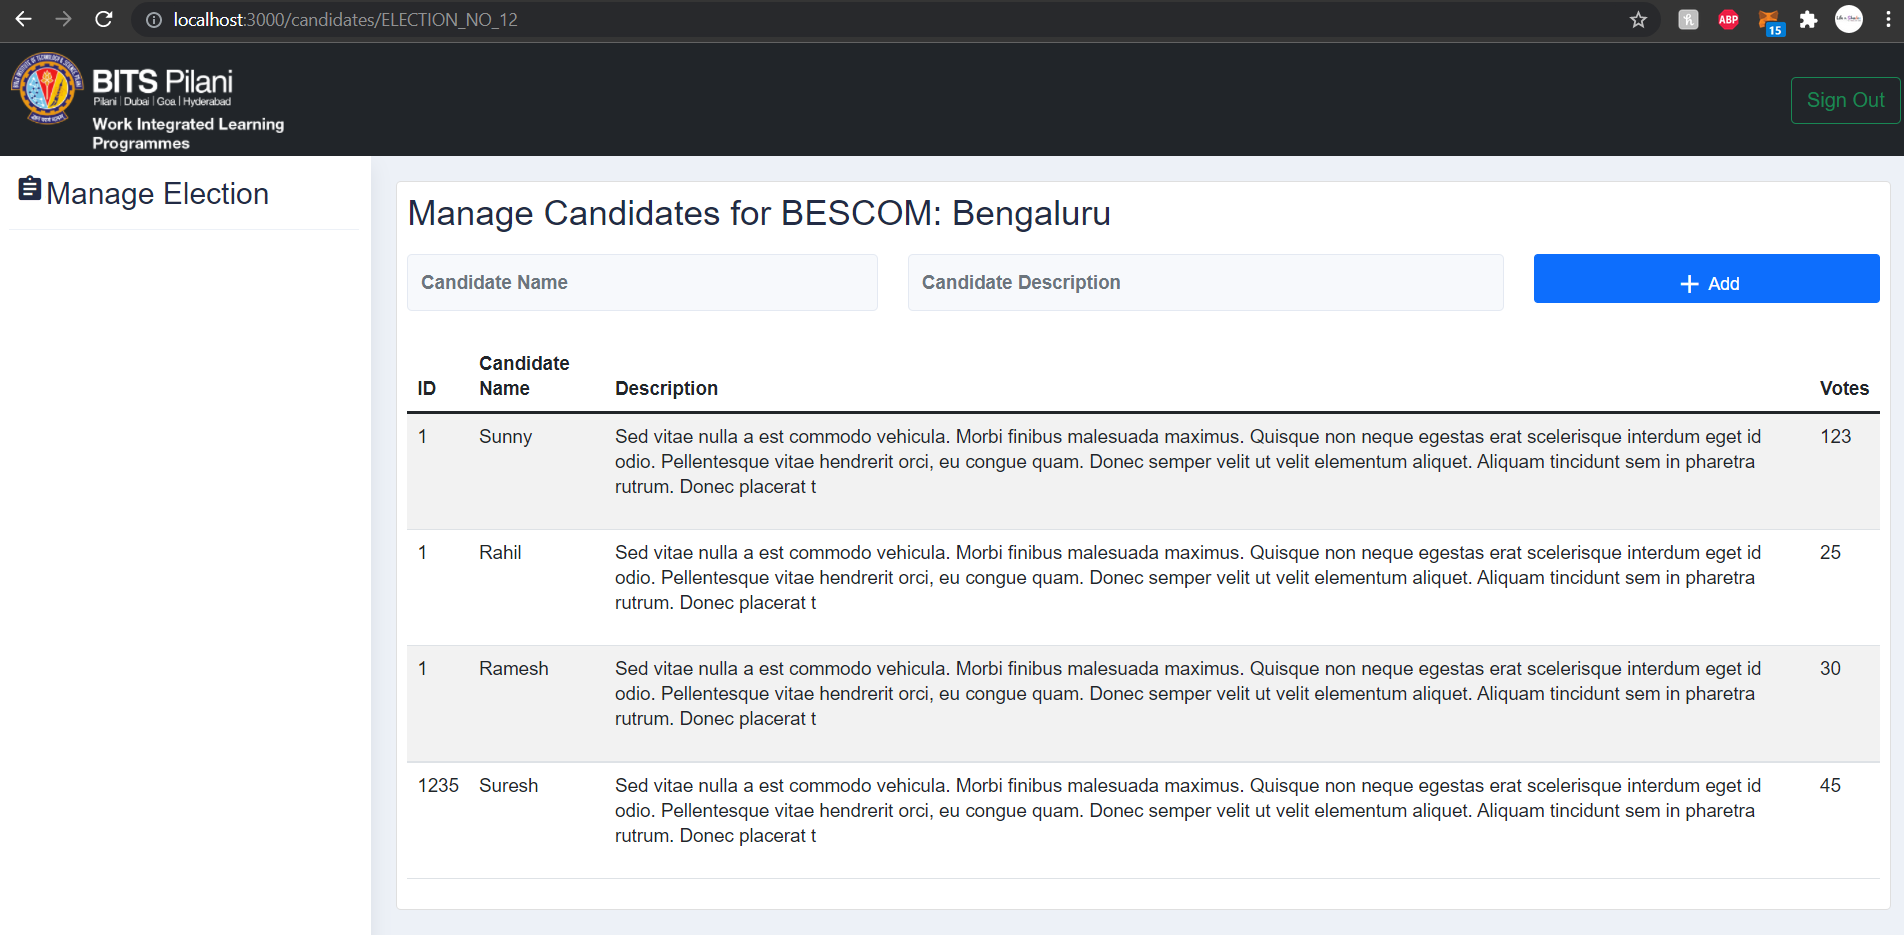 localhost:3000/candidates/ELECTION_NO_12
ABP
15
BITS Pilani
Pilani | Dubai | Goa | Hyderabad
Work Integrated Learning
Programmes
Sign Out
Manage Election
Manage Candidates for BESCOM: Bengaluru
Candidate Name
Candidate Description
+ Add
ID
Candidate
Name
Description
Votes
1
Sunny
Sed vitae nulla a est commodo vehicula. Morbi finibus malesuada maximus. Quisque non neque egestas erat scelerisque interdum eget id
odio. Pellentesque vitae hendrerit orci, eu congue quam. Donec semper velit ut velit elementum aliquet. Aliquam tincidunt sem in pharetra
rutrum. Donec placerat t
123
1
Rahil
Sed vitae nulla a est commodo vehicula. Morbi finibus malesuada maximus. Quisque non neque egestas erat scelerisque interdum eget id
odio. Pellentesque vitae hendrerit orci, eu congue quam. Donec semper velit ut velit elementum aliquet. Aliquam tincidunt sem in pharetra
rutrum. Donec placerat t
25
1
Ramesh
Sed vitae nulla a est commodo vehicula. Morbi finibus malesuada maximus. Quisque non neque egestas erat scelerisque interdum eget id
odio. Pellentesque vitae hendrerit orci, eu congue quam. Donec semper velit ut velit elementum aliquet. Aliquam tincidunt sem in pharetra
rutrum. Donec placerat t
30
1235
Suresh
Sed vitae nulla a est commodo vehicula. Morbi finibus malesuada maximus. Quisque non neque egestas erat scelerisque interdum eget id
odio. Pellentesque vitae hendrerit orci, eu congue quam. Donec semper velit ut velit elementum aliquet. Aliquam tincidunt sem in pharetra
rutrum. Donec placerat t
45